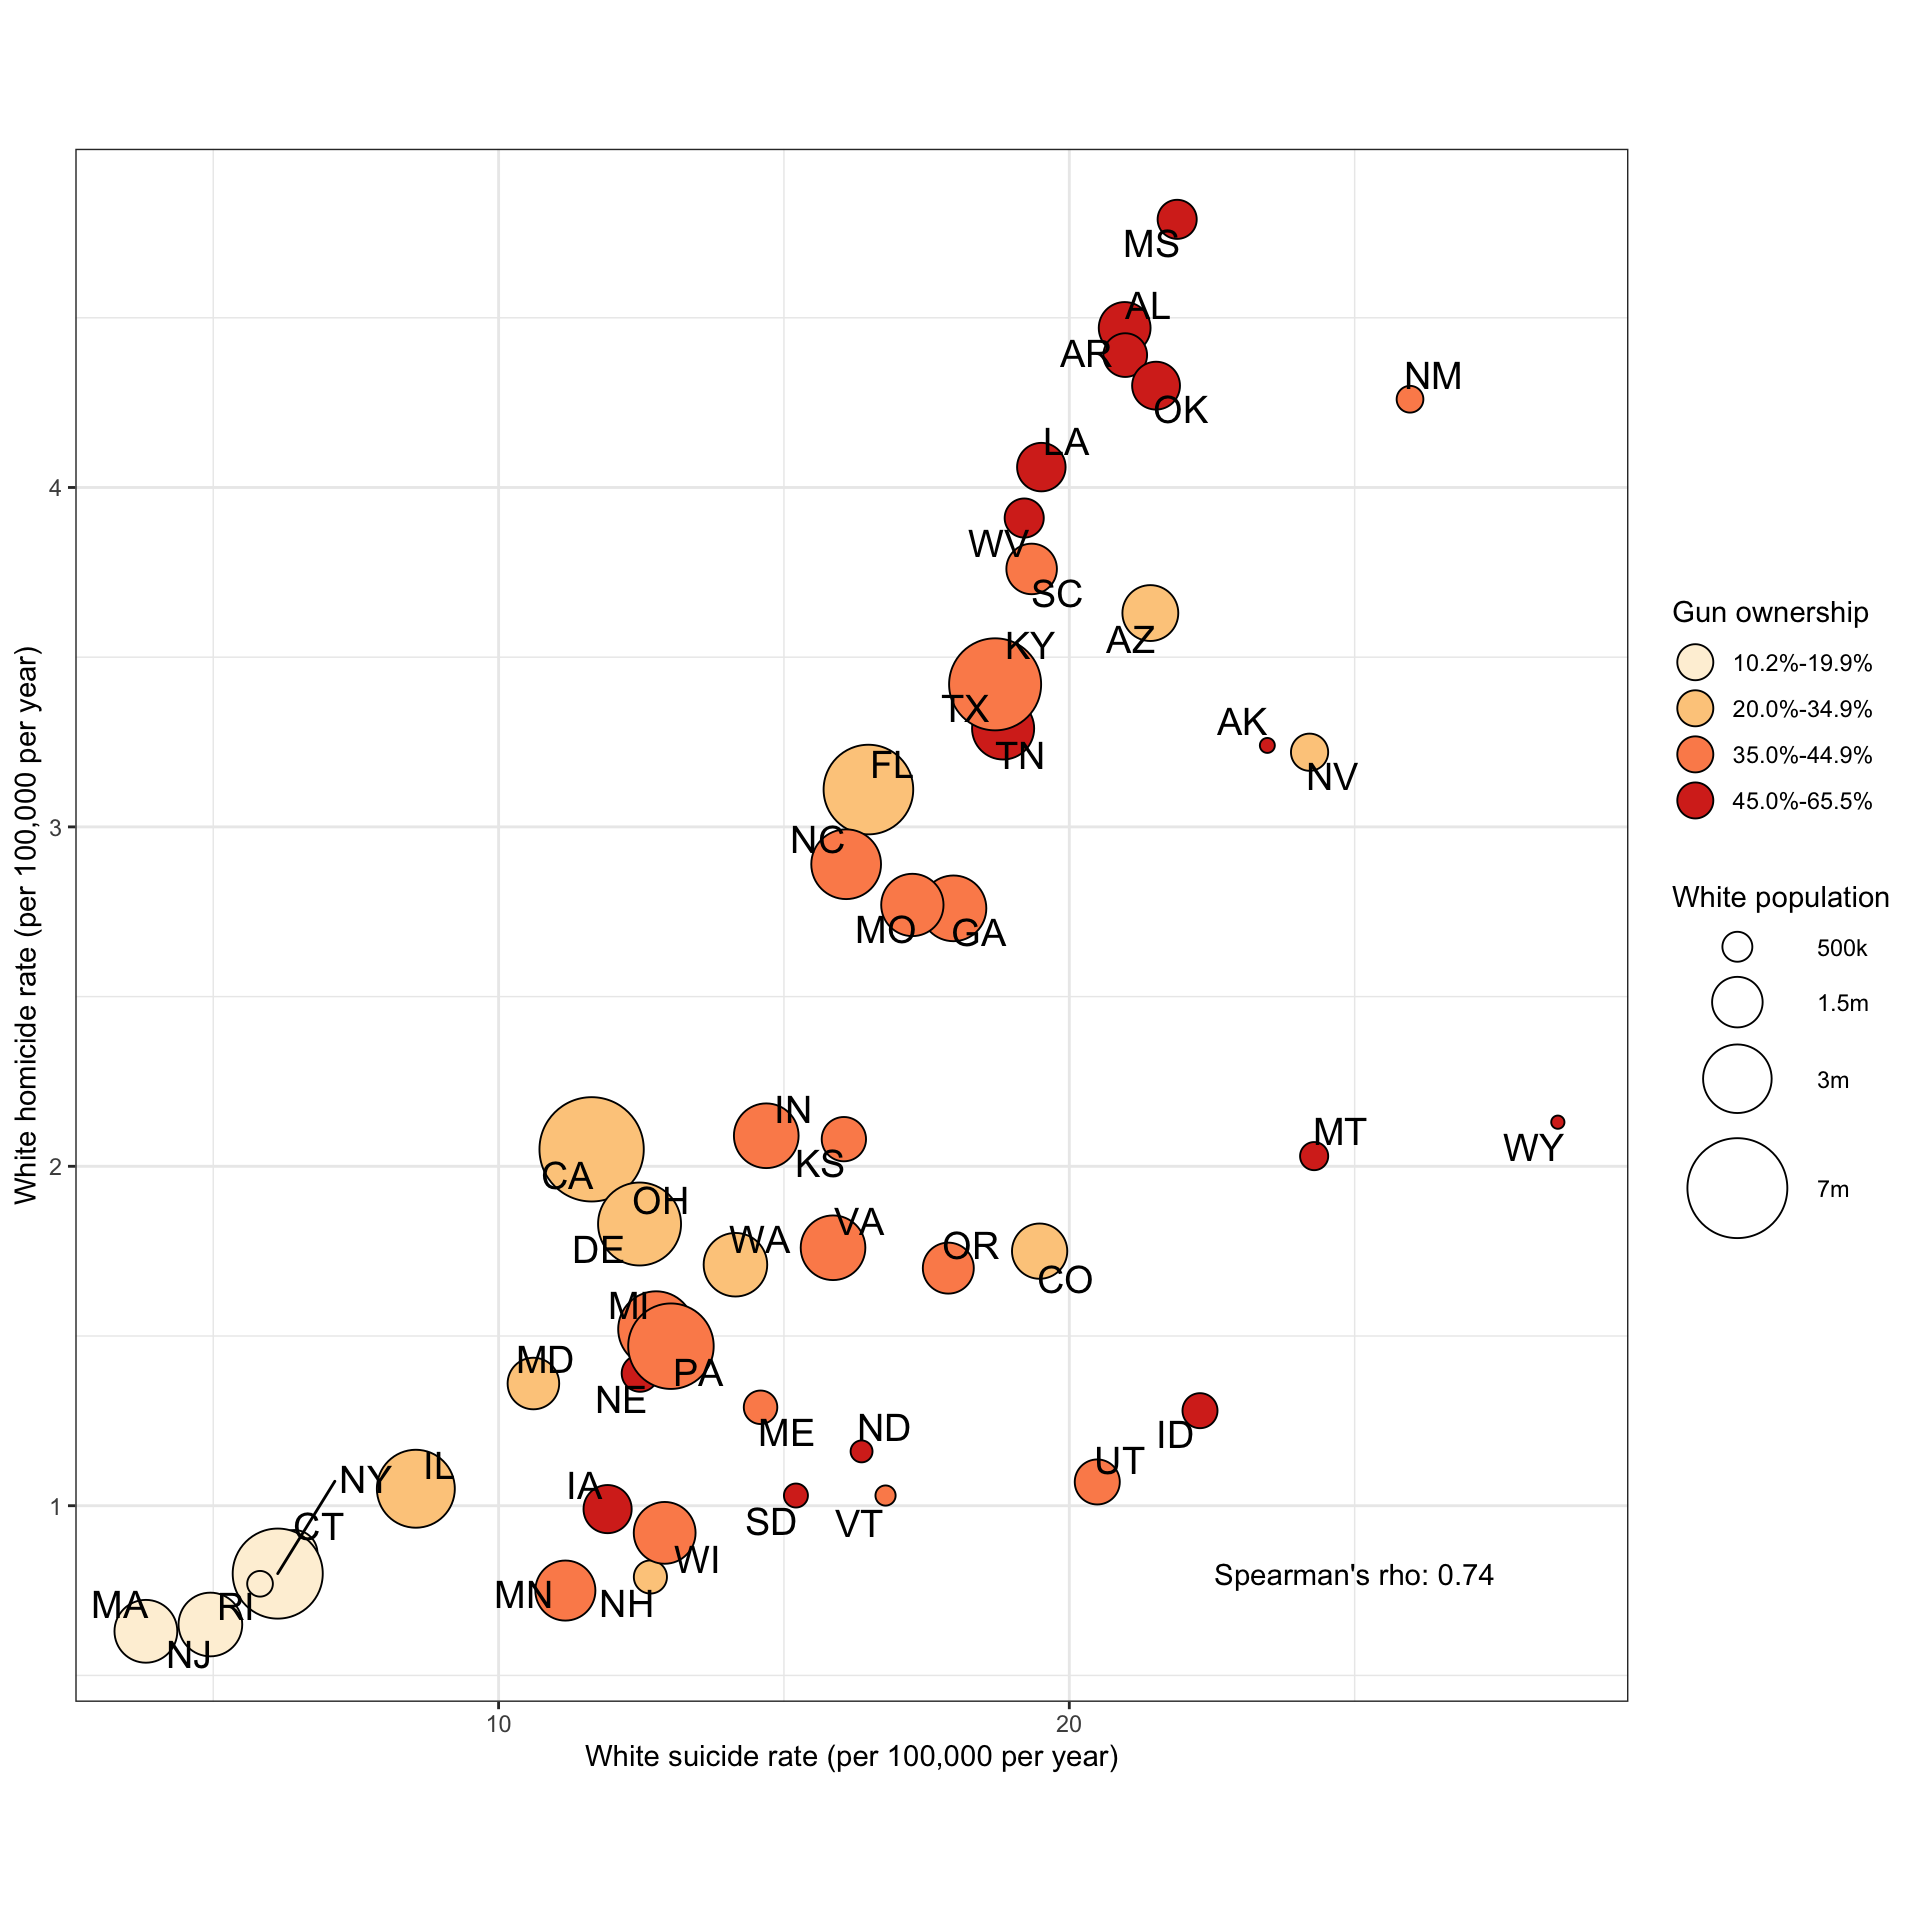 MS
AL
AR
NM
OK
LA
4
WV
SC
AZ
KY
TX
TN
AK
NV
FL
3
NC
MO
GA
IN
KS
MT
WY
2
CA
OH
DE
WA
VA
OR
CO
MI
MD
PA
NE
ME
ND
ID
UT
NY
IL
IA
1
SD
VT
CT
WI
MN
NH
MA
RI
NJ
Spearman's rho: 0.74
10
20
White suicide rate (per 100,000 per year)
White homicide rate (per 100,000 per year)
Gun ownership
10.2%-19.9%
20.0%-34.9%
35.0%-44.9%
45.0%-65.5%
White population
500k
1.5m
3m
7m